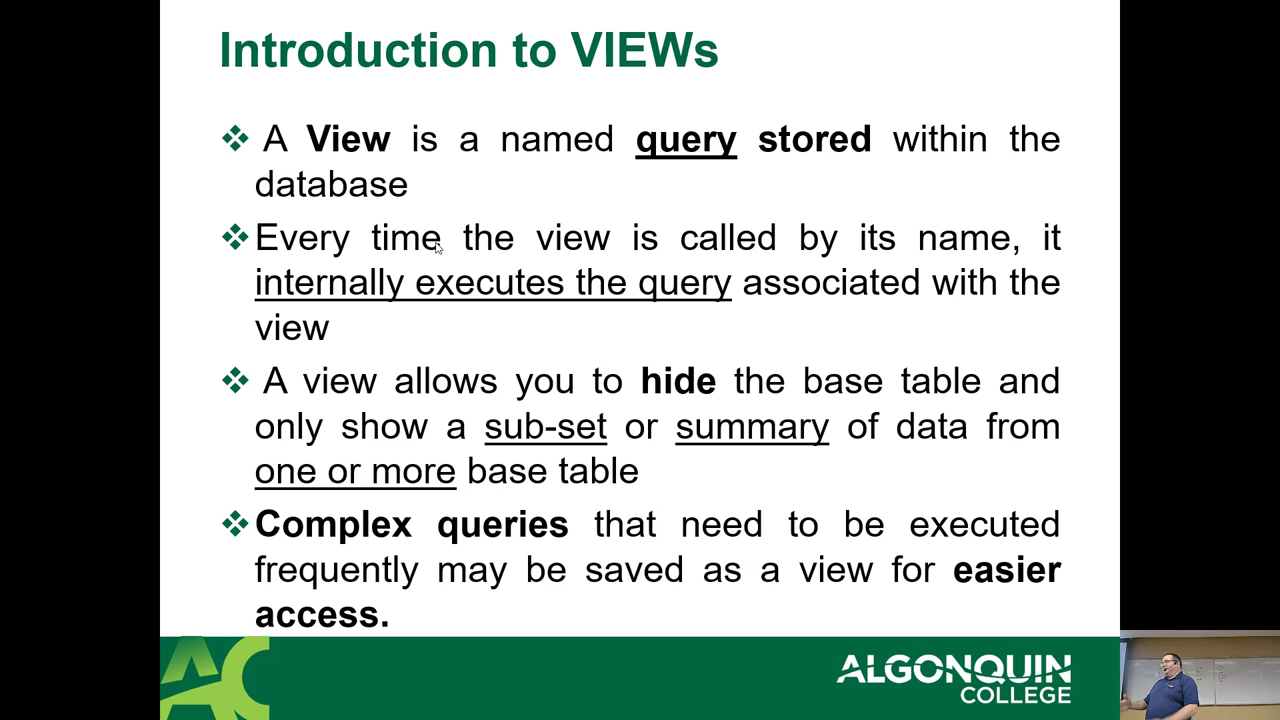 Introduction to VIEWs
❖ A View is a named query stored within the
database
❖ Every time the view is called by its name, it
internally executes the query associated with the
view
❖ A view allows you to hide the base table and
only show a sub-set or summary of data from
one or more base table
❖ Complex queries that need to be executed
frequently may be saved as a view for easier
access.
AC
ALGONQUIN
COLLEGE